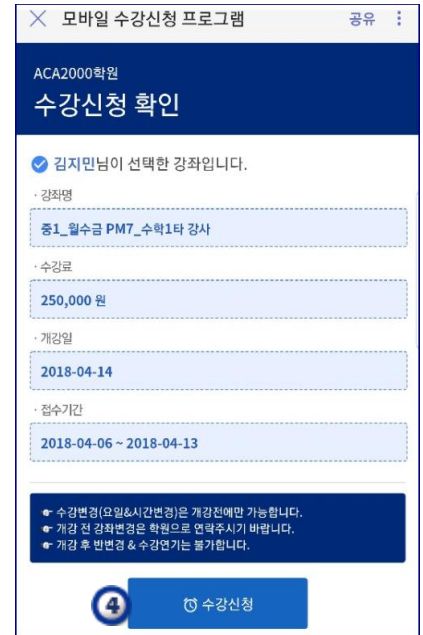 모바일 수강신청 프로그램 공유
ACA2000학원
수강신청 확인
김지민님이 선택한 강좌입니다.
· 강좌명
중1_월수금 PM7_수학1타 강사
· 수강료
250,000 원
· 개강일
2018-04-14
· 접수기간
2018-04-06 ~ 2018-04-13
☛ 수강변경(요일&시간변경)은 개강전에만 가능합니다.
☛ 개강 전 강좌변경은 학원으로 연락주시기 바랍니다.
☛ 개강 후 반변경 & 수강연기는 불가합니다.
4 수강신청